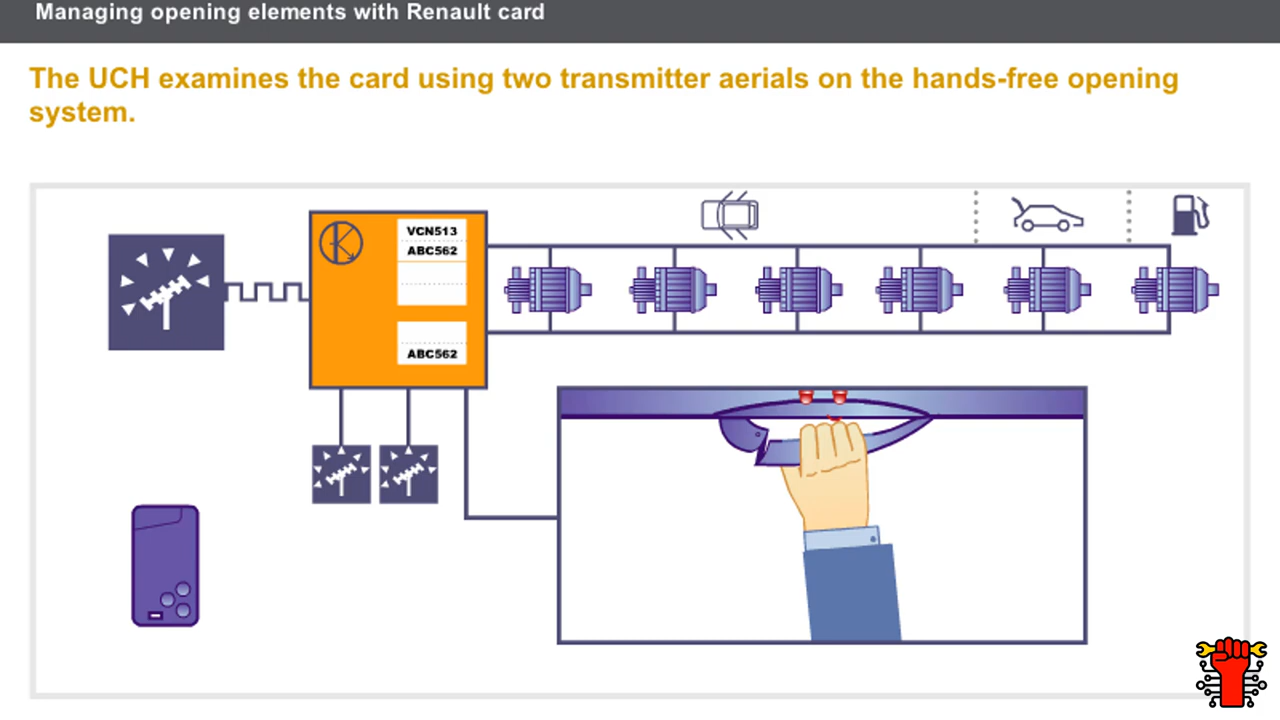 Managing opening elements with Renault card
The UCH examines the card using two transmitter aerials on the hands-free opening
system.
VCN513
ABC562
ABC562